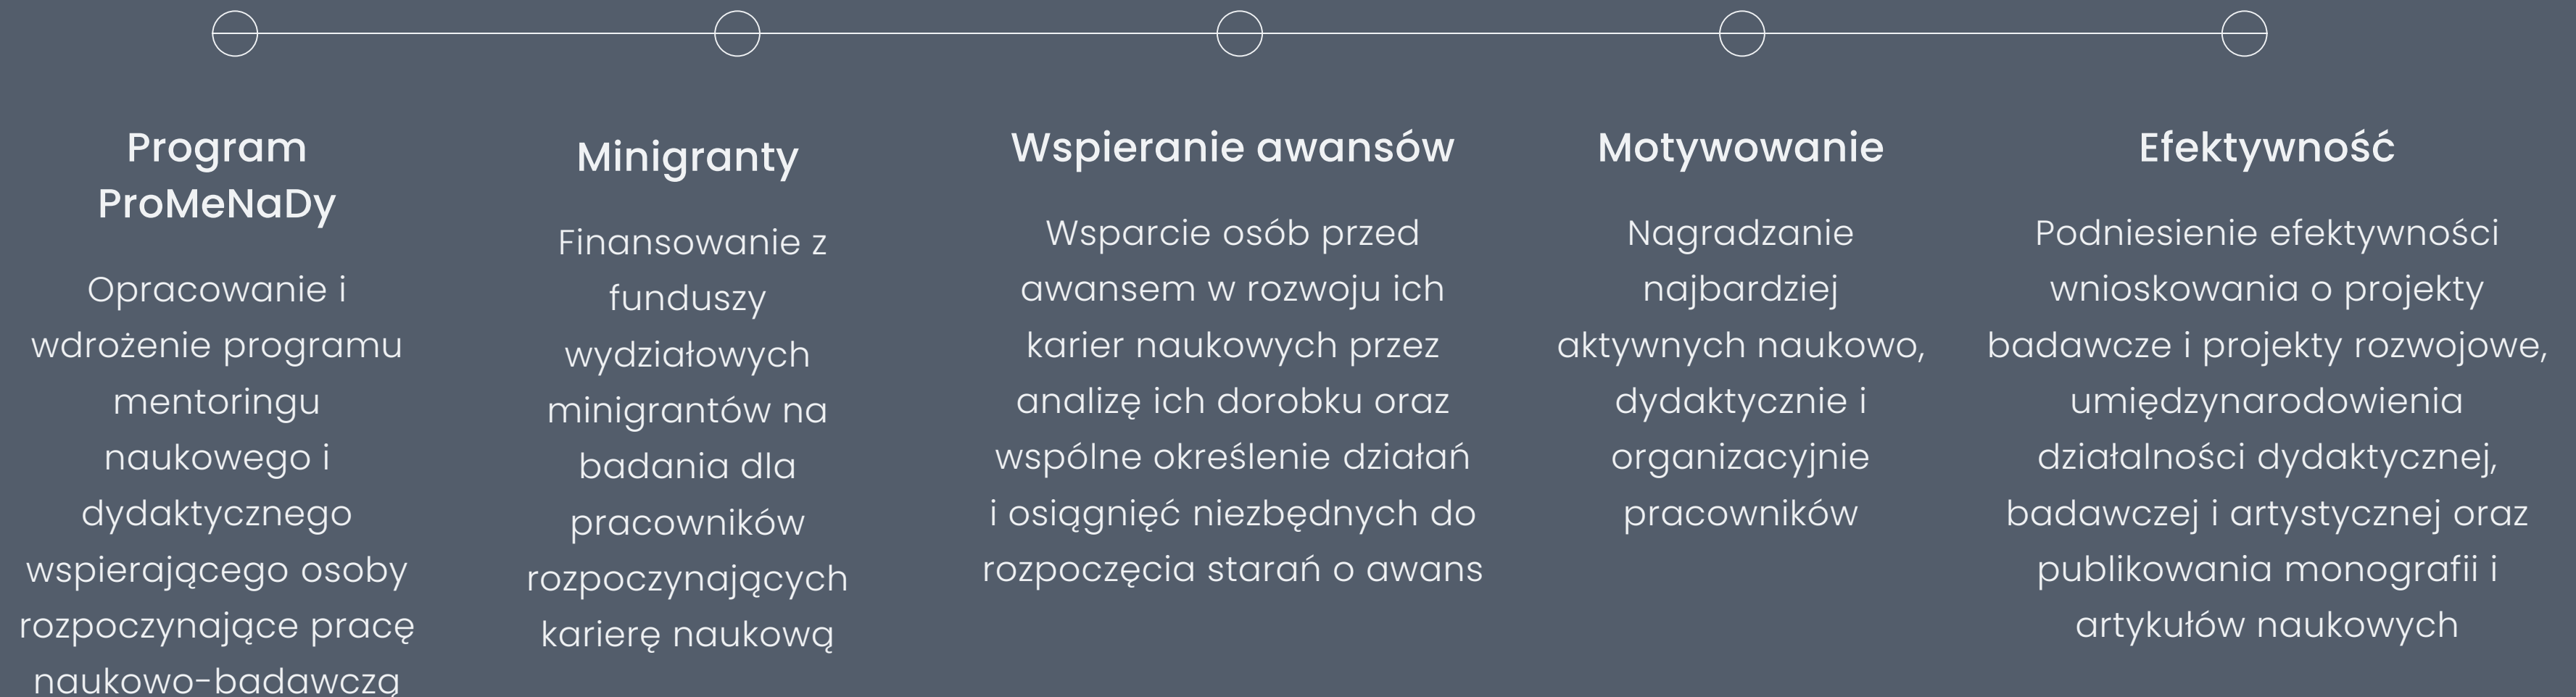 Program
ProMeNaDy
Opracowanie i
wdrożenie programu
mentoringu
naukowego i
dydaktycznego
wspierającego osoby
rozpoczynające pracę
naukowo-badawczą
Minigranty
Finansowanie z
funduszy
wydziałowych
minigrantów na
badania dla
pracowników
rozpoczynających
karierę naukową
Wspieranie awansów
Wsparcie osób przed
awansem w rozwoju ich
karier naukowych przez
analizę ich dorobku oraz
wspólne określenie działań
i osiągnięć niezbędnych do
rozpoczęcia starań o awans
Motywowanie
Nagradzanie
najbardziej
aktywnych naukowo,
dydaktycznie i
organizacyjnie
pracowników
Efektywność
Podniesienie efektywności
wnioskowania o projekty
badawcze i projekty rozwojowe,
umiędzynarodowienia
działalności dydaktycznej,
badawczej i artystycznej oraz
publikowania monografii i
artykułów naukowych